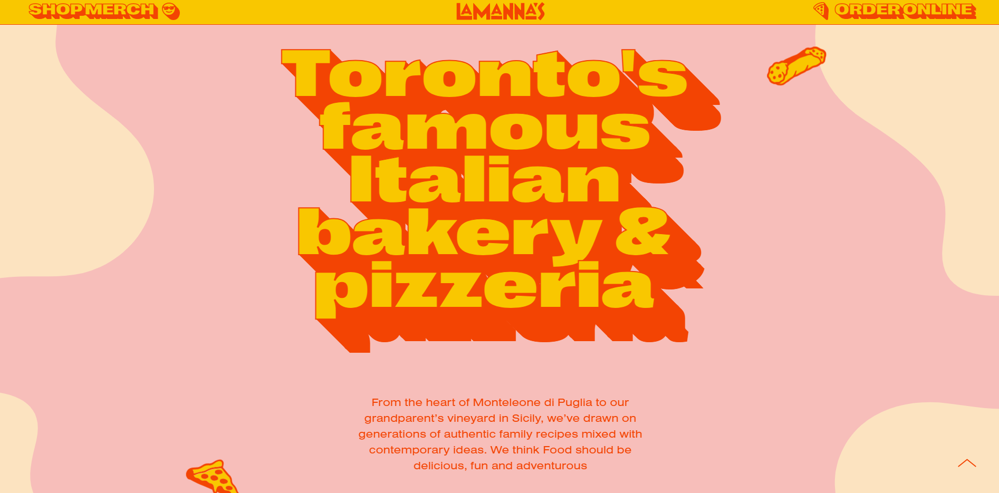 SHOP MERCH
LAMANNA'S
ORDER ONLINE
Toronto's
famous
Italian
bakery &
pizzeria
From the heart of Monteleone di Puglia to our
grandparent’s vineyard in Sicily, we’ve drawn on
generations of authentic family recipes mixed with
contemporary ideas. We think Food should be
delicious, fun and adventurous